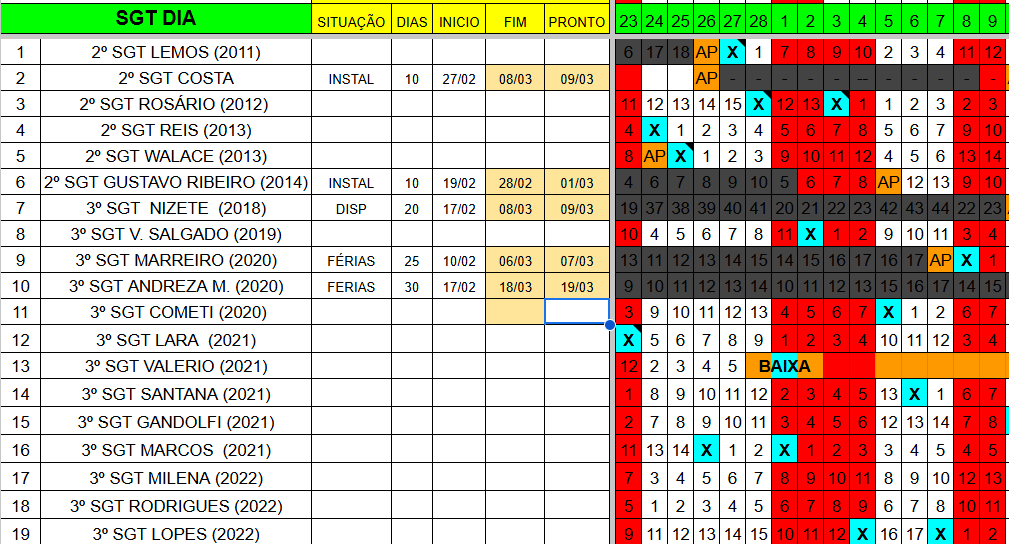 SGT DIA SITUAÇÃO DIAS INICIO FIM PRONTO 23 24 25 26 27 28 1 2 3 4 5 6 7 8 9
1 2º SGT LEMOS (2011) 6 17 18 AP X 1 7 8 9 10 2 3 4 11 12
2 2º SGT COSTA INSTAL 10 27/02 08/03 09/03 AP - - - - - -- - - - - -
3 2º SGT ROSÁRIO (2012) 11 12 13 14 15 X 12 13 X 1 1 2 3 2 3
4 2º SGT REIS (2013) 4 X 1 2 3 4 5 6 7 8 5 6 7 9 10
5 2º SGT WALACE (2013) 8 AP X 1 2 3 9 10 11 12 4 5 6 13 14
6 2º SGT GUSTAVO RIBEIRO (2014) INSTAL 10 19/02 28/02 01/03 4 6 7 8 9 10 5 6 7 8 AP 12 13 9 10
7 3º SGT NIZETE (2018) DISP 20 17/02 08/03 09/03 19 37 38 39 40 41 20 21 22 23 42 43 44 22 23
8 3º SGT V. SALGADO (2019) 10 4 5 6 7 8 11 X 1 2 9 10 11 3 4
9 3º SGT MARREIRO (2020) FÉRIAS 25 10/02 06/03 07/03 13 11 12 13 14 15 14 15 16 17 16 17 AP X 1
10 3º SGT ANDREZA M. (2020) FERIAS 30 17/02 18/03 19/03 9 10 11 12 13 14 10 11 12 13 15 16 17 14 15
11 3º SGT COMETI (2020) 3 9 10 11 12 13 4 5 6 7 X 1 2 6 7
12 3º SGT LARA (2021) X 5 6 7 8 9 1 2 3 4 10 11 12 3 4
13 3º SGT VALERIO (2021) 12 2 3 4 5 BAIXA
14 3º SGT SANTANA (2021) 1 8 9 10 11 12 2 3 4 5 13 X 1 6 7
15 3º SGT GANDOLFI (2021) 2 7 8 9 10 11 3 4 5 6 12 13 14 7 8
16 3º SGT MARCOS (2021) 11 13 14 X 1 2 X 1 2 3 3 4 5 4 5
17 3º SGT MILENA (2022) 7 3 4 5 6 7 8 9 10 11 8 9 10 12 13
18 3º SGT RODRIGUES (2022) 5 1 2 3 4 5 6 7 8 9 6 7 8 10 11
19 3º SGT LOPES (2022) 9 11 12 13 14 15 10 11 12 X 16 17 X 1 2